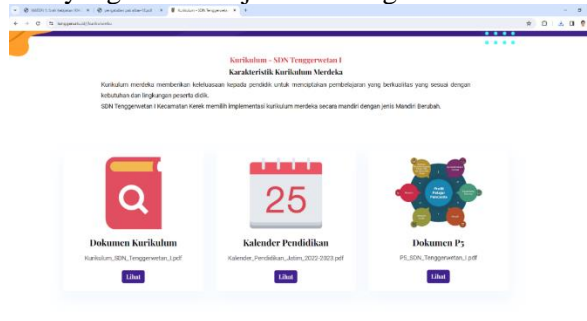 Kurikulum - SDN Tenggerwetan I
Karakteristik Kurikulum Merdeka
Kurikulum merdeka memberikan keleluasaan kepada pendidik untuk menciptakan pembelajaran yang berkualitas yang sesuai dengan
kebutuhan dan lingkungan peserta didik.
SDN Tenggerwetan I Kecamatan Kerek memilih implementasi kurikulum merdeka secara mandiri dengan jenis Mandiri Berubah.
25
Dokumen Kurikulum
Kalender Pendidikan
Dokumen P5
Kurikulum_SDN_Tenggerwetan_I.pdf
Kalender_Pendidikan_Jatim_2022-2023.pdf
P5_SDN_Tenggerwetan_I.pdf
Lihat
Lihat
Lihat